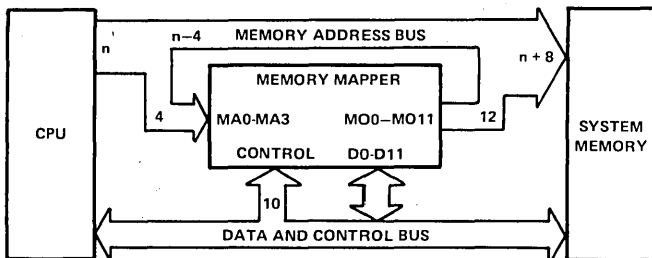 n
n−4
MEMORY ADDRESS BUS
n + 8
MEMORY MAPPER
CPU
4
MA0-MA3
MO0−MO11
12
SYSTEM
MEMORY
CONTROL
D0-D11
10
DATA AND CONTROL BUS